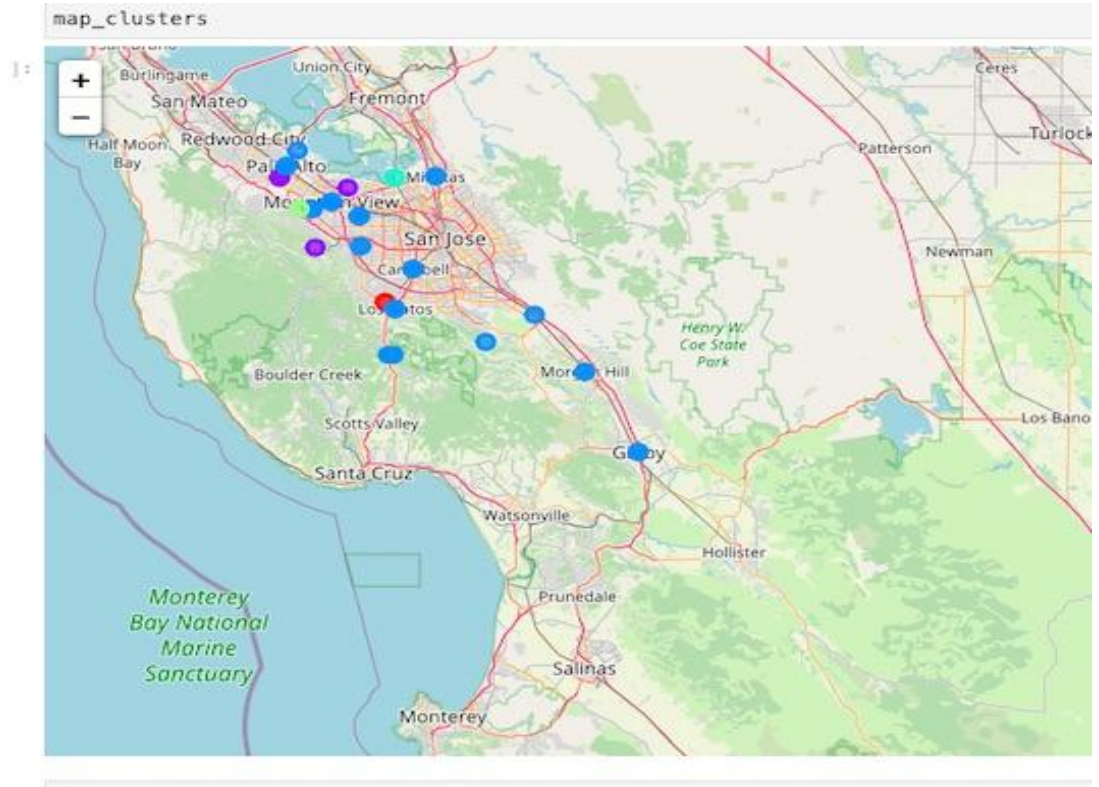 map_clusters
+
−
Burlingame
Union City
Ceres
San Mateo
Fremont
Turlock
Half Moon
Bay
Redwood City
Patterson
San Jose
Newman
Henry W.
Coe State
Park
Boulder Creek
Los Bano
Scotts Valley
Santa Cruz
Watsonville
Hollister
Monterey
Bay National
Marine
Sanctuary
Prunedale
Salinas
Monterey